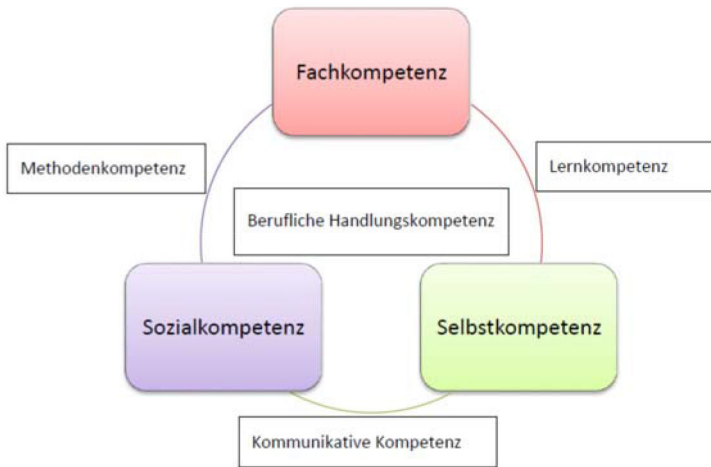 Fachkompetenz
Methodenkompetenz
Lernkompetenz
Berufliche Handlungskompetenz
Sozialkompetenz
Selbstkompetenz
Kommunikative Kompetenz